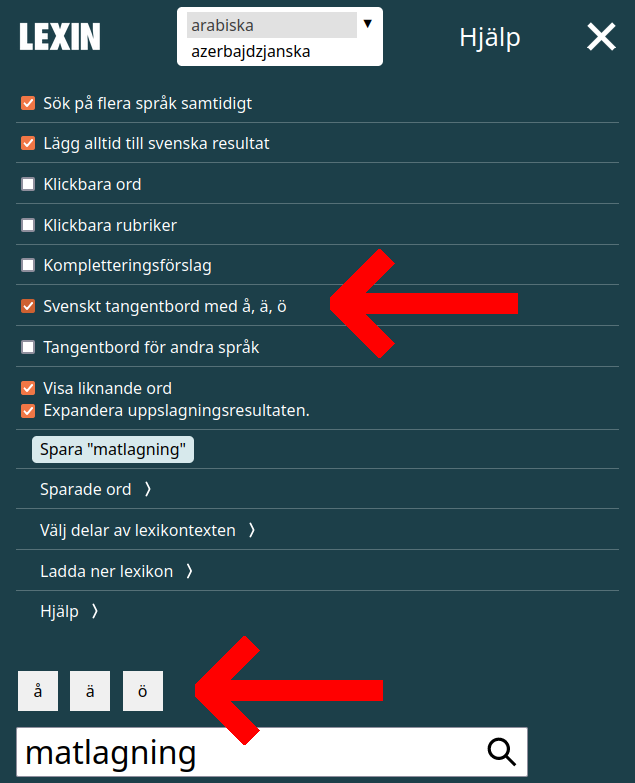 LEXIN
arabiska
azerbajdzjanska
Hjälp
Sök på flera språk samtidigt
Lägg alltid till svenska resultat
Klickbara ord
Klickbara rubriker
Kompletteringsförslag
Svenskt tangentbord med å, ä, ö
Tangentbord för andra språk
Visa liknande ord
Expandera uppslagningsresultaten.
Spara "matlagning"
Sparade ord
Välj delar av lexikontexten
Ladda ner lexikon
Hjälp
å ä ö
matlagning